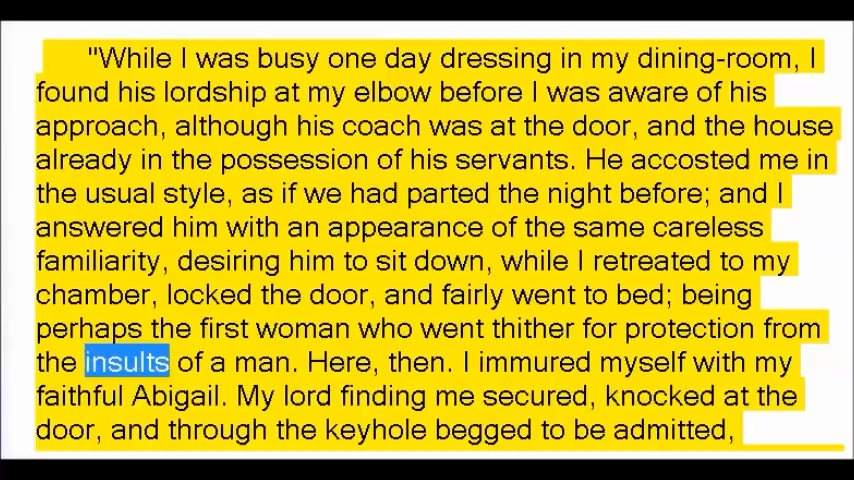 "While I was busy one day dressing in my dining-room, I
found his lordship at my elbow before I was aware of his
approach, although his coach was at the door, and the house
already in the possession of his servants. He accosted me in
the usual style, as if we had parted the night before; and I
answered him with an appearance of the same careless
familiarity, desiring him to sit down, while I retreated to my
chamber, locked the door, and fairly went to bed; being
perhaps the first woman who went thither for protection from
the insults of a man. Here, then. I immured myself with my
faithful Abigail. My lord finding me secured, knocked at the
door, and through the keyhole begged to be admitted,